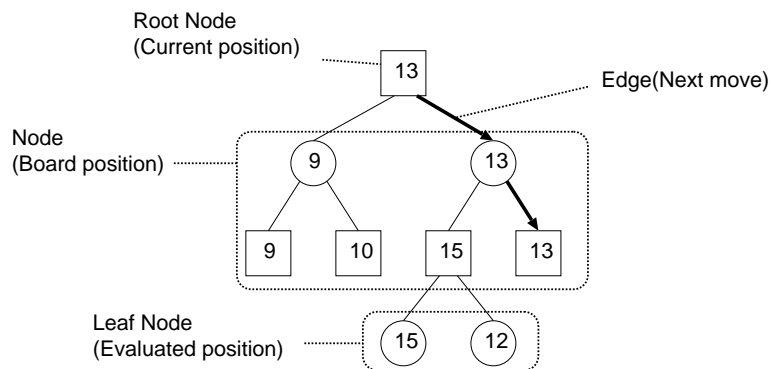 Root Node
(Current position)
13
Edge(Next move)
Node
(Board position)
9
13
9
10
15
13
Leaf Node
(Evaluated position)
15
12